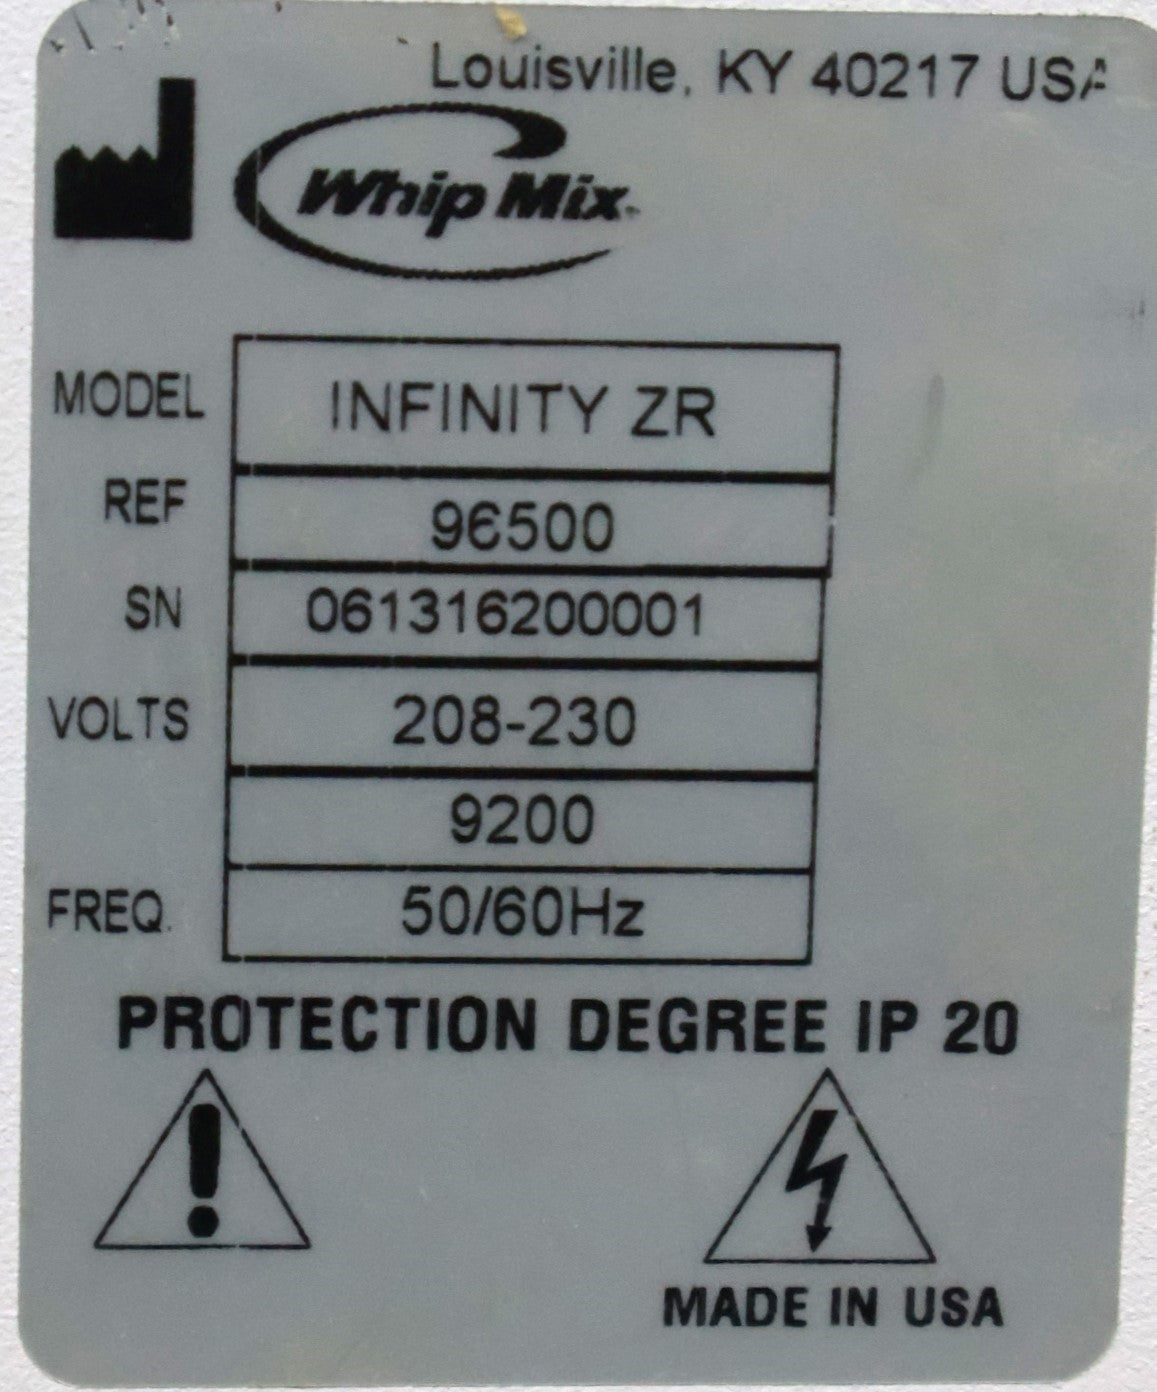 Louisville, KY 40217 USA
Whip Mix
MODEL INFINITY ZR
REF 96500
SN 061316200001
VOLTS 208-230
9200
FREQ. 50/60Hz
PROTECTION DEGREE IP 20
MADE IN USA